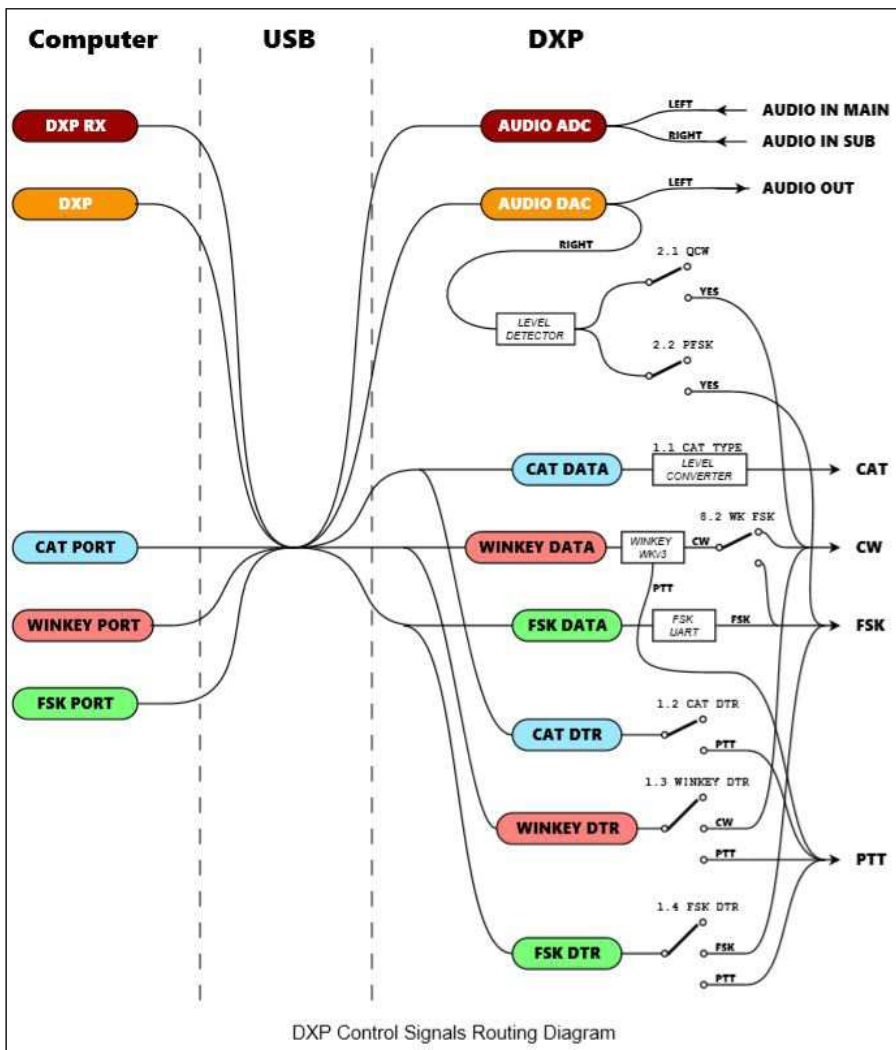 Computer
USB
DXP
DXP RX
AUDIO ADC
LEFT
AUDIO IN MAIN
RIGHT
AUDIO IN SUB
DXP
AUDIO DAC
LEFT
AUDIO OUT
RIGHT
2.1 QCW
YES
LEVEL
DETECTOR
2.2 PFSK
YES
CAT DATA
1.1 CAT TYPE
LEVEL
CONVERTER
CAT
CAT PORT
WINKEY DATA
WINKEY
WKV3
CW
8.2 WK FSK
CW
PTT
WINKEY PORT
FSK DATA
FSK
UART
FSK
FSK
FSK PORT
CAT DTR
1.2 CAT DTR
PTT
1.3 WINKEY DTR
WINKEY DTR
CW
PTT
PTT
1.4 FSK DTR
FSK DTR
FSK
PTT
DXP Control Signals Routing Diagram